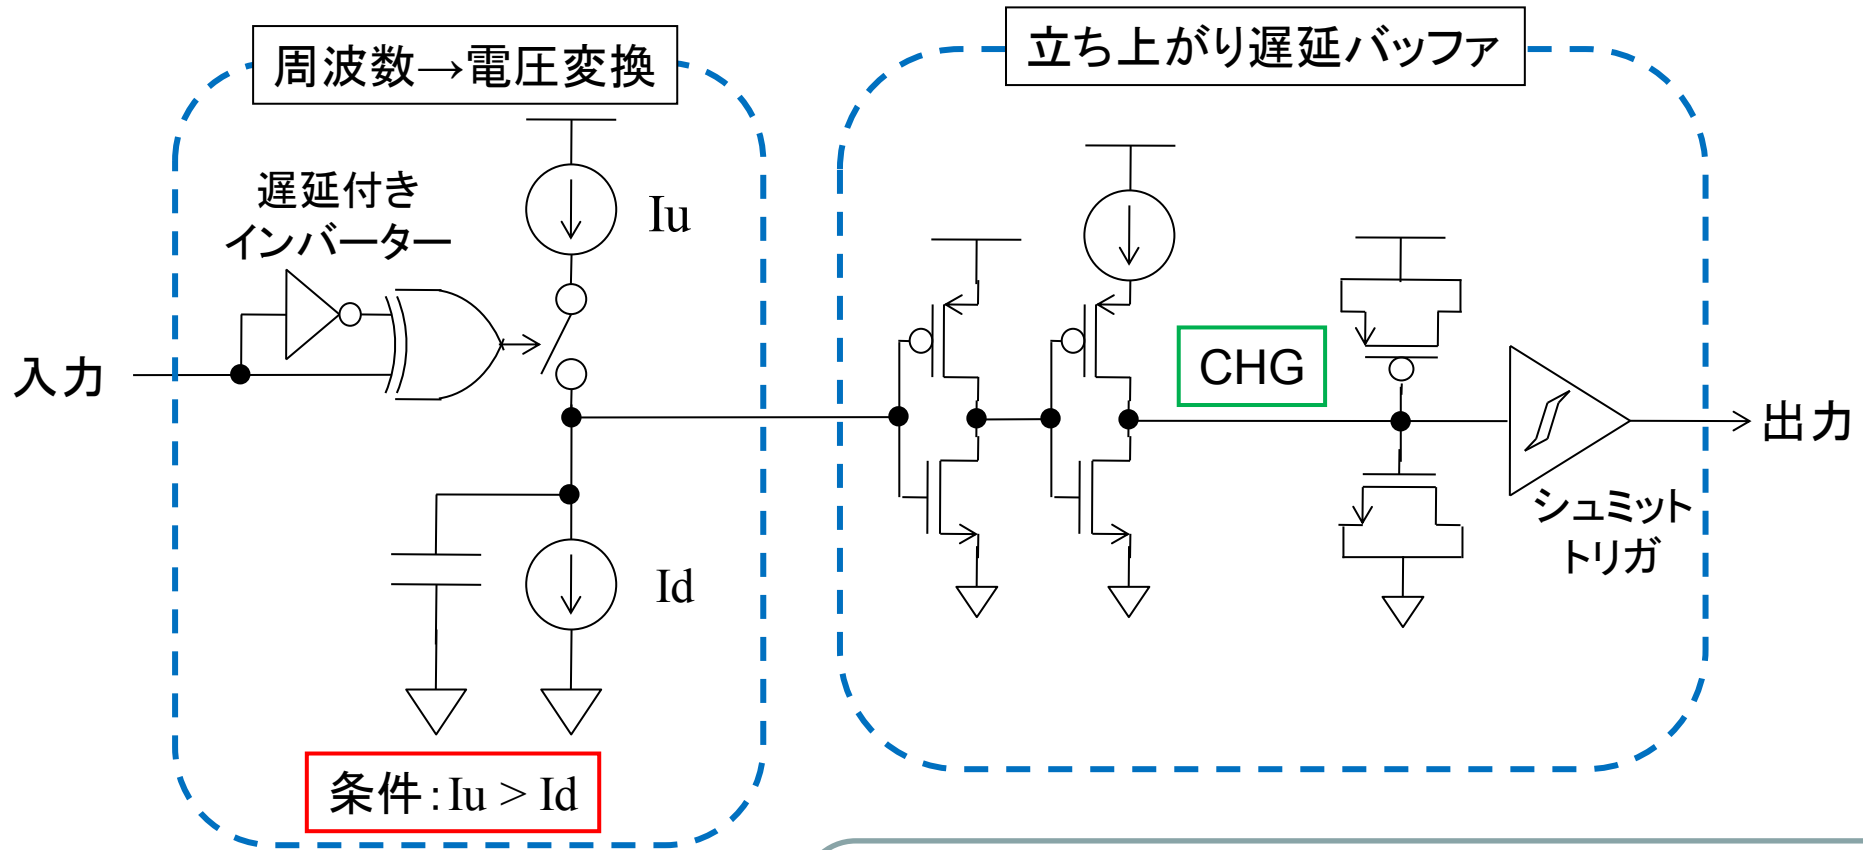 周波数→電圧変換
立ち上がり遅延バッファ
遅延付き
インバーター
Iu
入力
CHG
出力
シュミット
トリガ
Id
条件：Iu > Id